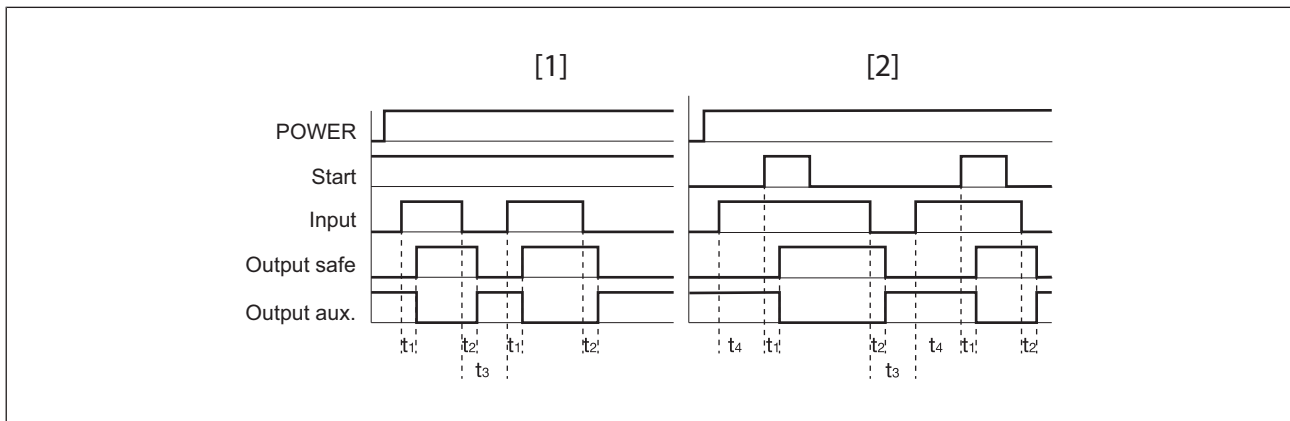 [1] [2]
POWER
Start
Input
Output safe
Output aux.
t1 t2 t1 t2 t4 t1 t2 t4 t1 t2
t3 t3